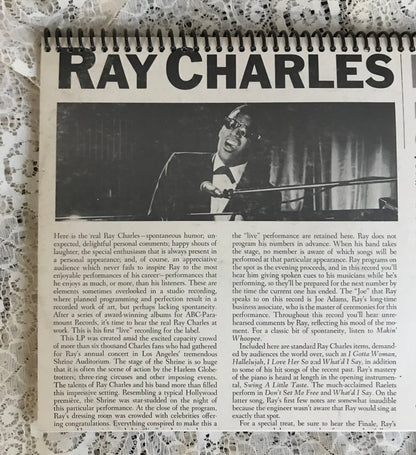 RAY CHARLES
Here is the real Ray Charles—spontaneous humor, un-
expected, delightful personal comments; happy shouts of
laughter; the special enthusiasm that is always present in
a personal appearance; and, of course, an appreciative
audience which never fails to inspire Ray to the most
enjoyable performances of his career—performances that
he enjoys as much, or more, than his listeners. These are
elements sometimes overlooked in a studio recording,
where planned programming and perfection result in a
recorded work of art, but perhaps lacking spontaneity.
After a series of award-winning albums for ABC-Para-
mount Records, it's time to hear the real Ray Charles at
work. This is his first "live" recording for the label.
This LP was created amid the excited capacity crowd
of more than six thousand Charles fans who had gathered
for Ray's annual concert in Los Angeles' tremendous
Shrine Auditorium. The stage of the Shrine is so huge
that it is often the scene of action by the Harlem Globe-
trotters; three-ring circuses and other imposing events.
The talents of Ray Charles and his band more than filled
this impressive setting. Resembling a typical Hollywood
première, the Shrine was star-studded on the night of
this particular performance. At the close of the program,
Ray's dressing room was crowded with celebrities offer-
ing congratulations. Everything conspired to make this a
the "live" performance are retained here. Ray does not
program his numbers in advance. When his band takes
the stage, no member is aware of which songs will be
performed at that particular appearance. Ray programs
on the spot as the evening proceeds, and in this record you'll
hear him giving spoken cues to his musicians while he's
performing, so they'll be prepared for the next number by
the time the current one has ended. The "Joe" that Ray
speaks to on this record is Joe Adams, Ray's long-time
business associate, who is the master of ceremonies for this
performance. Throughout this record you'll hear unre-
hearsed comments by Ray, reflecting his mood of the mo-
ment. For a classic bit of spontaneity, listen to Makin'
Whoopee.
Included here are standard Ray Charles items, demand-
ed by audiences the world over, such as I Gotta Woman,
Hallelujah, I Love Her So and What'd I Say, in addition
to some of his hit songs of the recent past. Ray's mastery
of the piano is heard at length in the opening instrumen-
tal, Swing A Little Taste. The much-acclaimed Raelets
perform in Don't Set Me Free and What'd I Say. On the
latter song, Ray's first few notes are somewhat inaudible
because the engineer wasn't aware that Ray would sing at
exactly that spot.
For a special treat, be sure to hear the Finale, Ray's